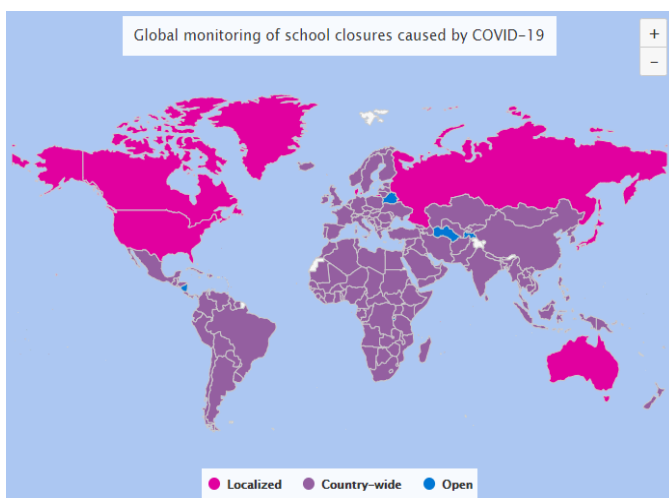 Global monitoring of school closures caused by COVID-19
+
−
Localized Country-wide Open